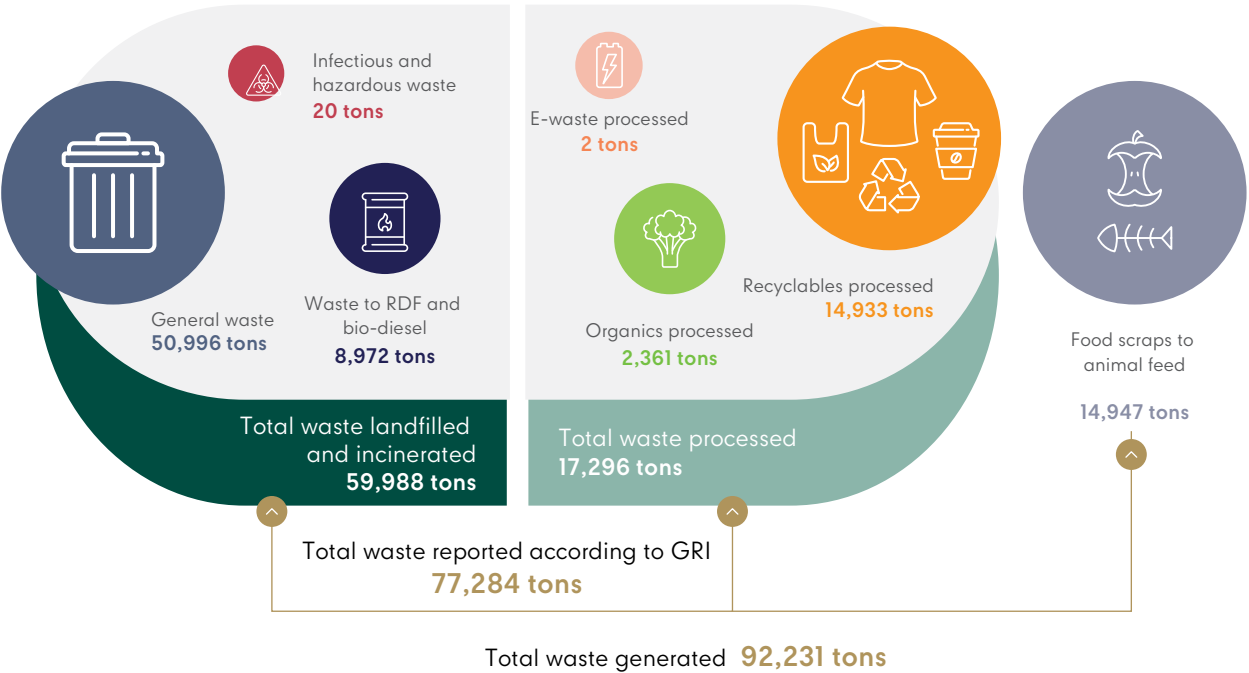 Infectious and
hazardous waste
20 tons
General waste
50,996 tons
Waste to RDF and
bio-diesel
8,972 tons
Total waste landfilled
and incinerated
59,988 tons
E-waste processed
2 tons
Organics processed
2,361 tons
Recyclables processed
14,933 tons
Total waste processed
17,296 tons
Food scraps to
animal feed
14,947 tons
Total waste reported according to GRI
77,284 tons
Total waste generated 92,231 tons